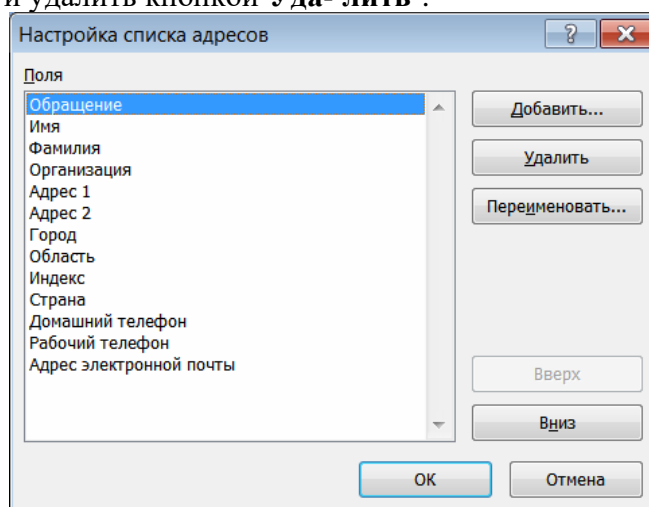 и удалить кнопкой Уда- лить .
Настройка списка адресов
Поля
Обращение
Имя
Фамилия
Организация
Адрес 1
Адрес 2
Город
Область
Индекс
Страна
Домашний телефон
Рабочий телефон
Адрес электронной почты
Добавить...
Удалить
Переименовать...
Вверх
Вниз
ОК
Отмена